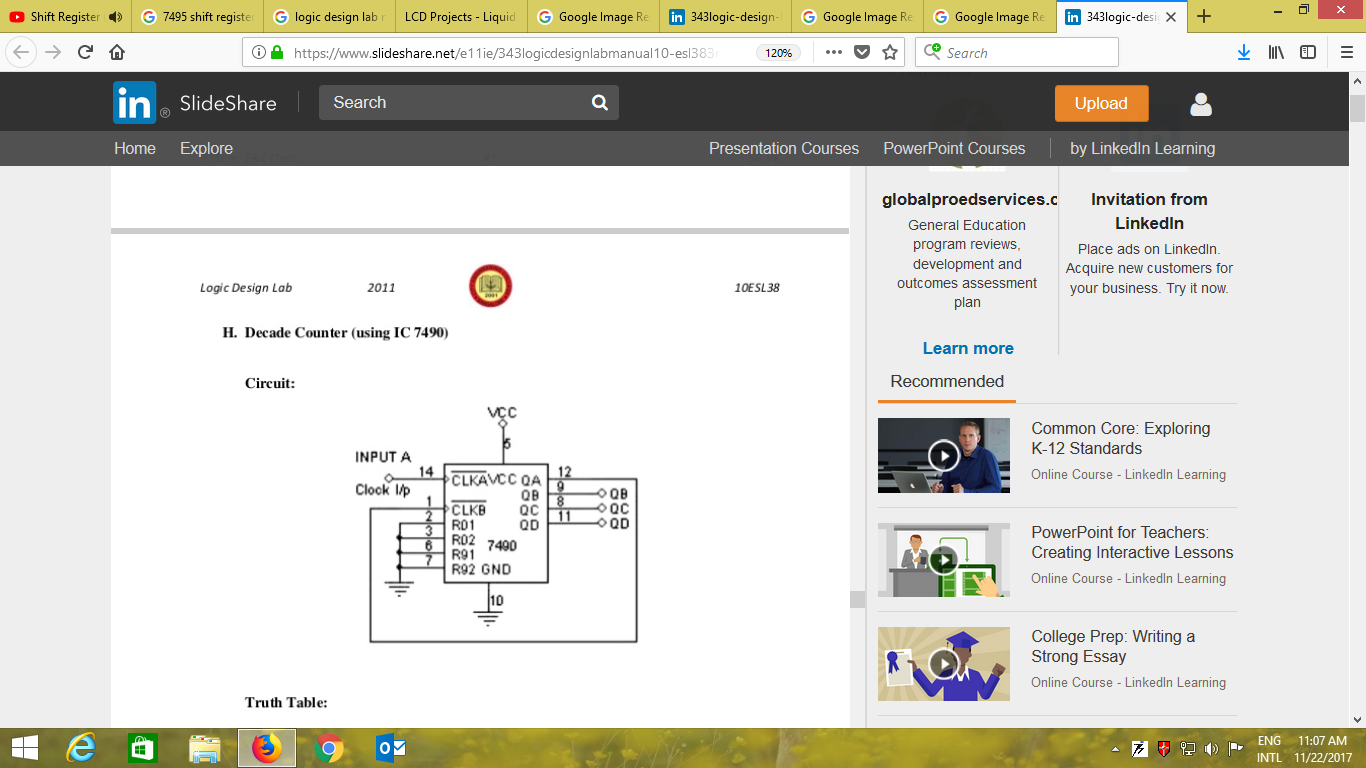 Shift Register
7495 shift register
logic design lab m
LCD Projects - Liquid
Google Image Re
343logic-design-
Google Image Re
Google Image Re
343logic-desi
https://www.slideshare.net/e11ie/343logicdesignlabmanual10-esl383
120%
Search
in
SlideShare
Search
Upload
Home
Explore
Presentation Courses
PowerPoint Courses
by LinkedIn Learning
globalproedservices.c
General Education
program reviews,
development and
outcomes assessment
plan
Learn more
Invitation from
LinkedIn
Place ads on LinkedIn.
Acquire new customers for
your business. Try it now.
Logic Design Lab 2011 10ESL38
2001
H. Decade Counter (using IC 7490)
Circuit:
VCC
5
INPUT A
Clock I/p
14 CLKA VCC QA 12
QB 9 QB
1 CLKB QC 8 QC
2 R01 QD 11 QD
3 R02
6 R91 7490
7 R92 GND
10
Truth Table:
Recommended
Common Core: Exploring
K-12 Standards
Online Course - LinkedIn Learning
PowerPoint for Teachers:
Creating Interactive Lessons
Online Course - LinkedIn Learning
College Prep: Writing a
Strong Essay
Online Course - LinkedIn Learning
ENG 11:07 AM
INTL 11/22/2017